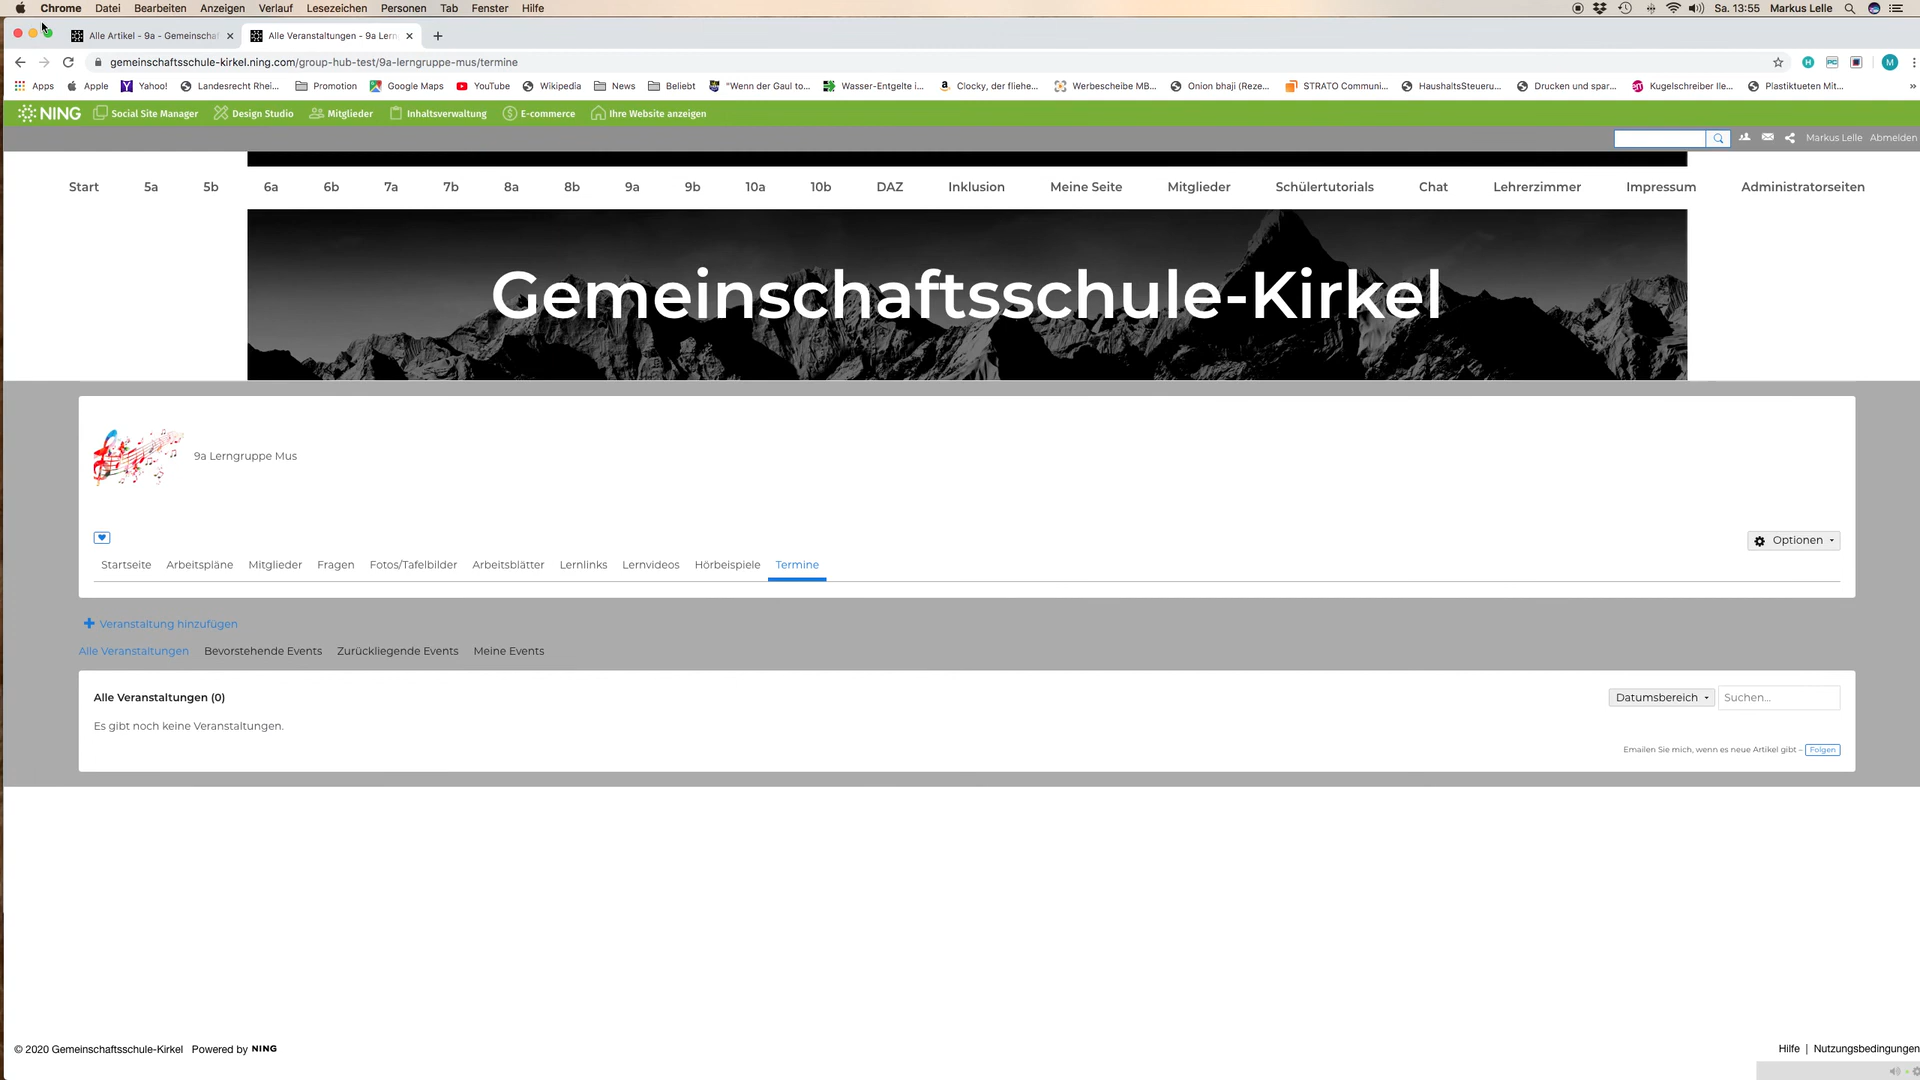 Chrome Datei Bearbeiten Anzeigen Verlauf Lesezeichen Personen Tab Fenster Hilfe Sa. 13:55 Markus Lelle
Alle Artikel - 9a - Gemeinschaf Alle Veranstaltungen - 9a Lern
gemeinschaftsschule-kirkel.ning.com/group-hub-test/9a-lerngruppe-mus/termine
Apps Apple Yahoo! Landesrecht Rhei... Promotion Google Maps YouTube Wikipedia News Beliebt "Wenn der Gaul to... Wasser-Entgelte i... Clocky, der fliehe... Werbescheibe MB... Onion bhaji (Reze... STRATO Communi... HaushaltsSteueru... Drucken und spar... Kugelschreiber Ile... Plastiktueten Mit... »
NING Social Site Manager Design Studio Mitglieder Inhaltsverwaltung E-commerce Ihre Website anzeigen
Markus Lelle Abmelden
Start 5a 5b 6a 6b 7a 7b 8a 8b 9a 9b 10a 10b DAZ Inklusion Meine Seite Mitglieder Schülertutorials Chat Lehrerzimmer Impressum Administratorseiten
Gemeinschaftsschule-Kirkel
9a Lerngruppe Mus
Optionen
Startseite Arbeitspläne Mitglieder Fragen Fotos/Tafelbilder Arbeitsblätter Lernlinks Lernvideos Hörbeispiele Termine
Veranstaltung hinzufügen
Alle Veranstaltungen Bevorstehende Events Zurückliegende Events Meine Events
Alle Veranstaltungen (0) Datumsbereich Suchen...
Es gibt noch keine Veranstaltungen.
Emailen Sie mich, wenn es neue Artikel gibt – Folgen
© 2020 Gemeinschaftsschule-Kirkel Powered by NING Hilfe | Nutzungsbedingungen